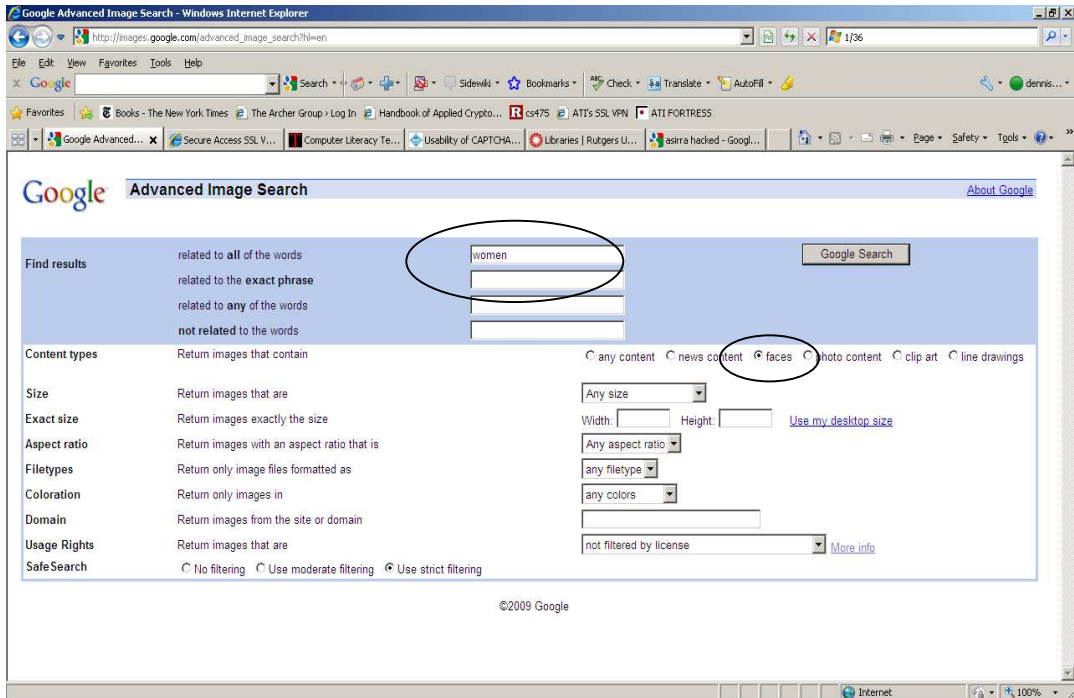 Google Advanced Image Search - Windows Internet Explorer
http://images.google.com/advanced_image_search?hl=en 1/36
File Edit View Favorites Tools Help
x Google Search Sidewiki Bookmarks ABC Check Translate AutoFill dennis...
Favorites Books - The New York Times The Archer Group > Log In Handbook of Applied Crypto... R cs475 ATI's SSL VPN ATI FORTRESS
Google Advanced... X Secure Access SSL V... Computer Literacy Te... Usability of CAPTCHA... Libraries | Rutgers U... asirra hacked - Googl... Page Safety Tools »
Google Advanced Image Search About Google
Find results related to all of the words women Google Search
related to the exact phrase
related to any of the words
not related to the words
Content types Return images that contain any content news content faces photo content clip art line drawings
Size Return images that are Any size
Exact size Return images exactly the size Width: Height: Use my desktop size
Aspect ratio Return images with an aspect ratio that is Any aspect ratio
Filetypes Return only image files formatted as any filetype
Coloration Return only images in any colors
Domain Return images from the site or domain
Usage Rights Return images that are not filtered by license More info
SafeSearch No filtering Use moderate filtering Use strict filtering
©2009 Google
Internet 100%